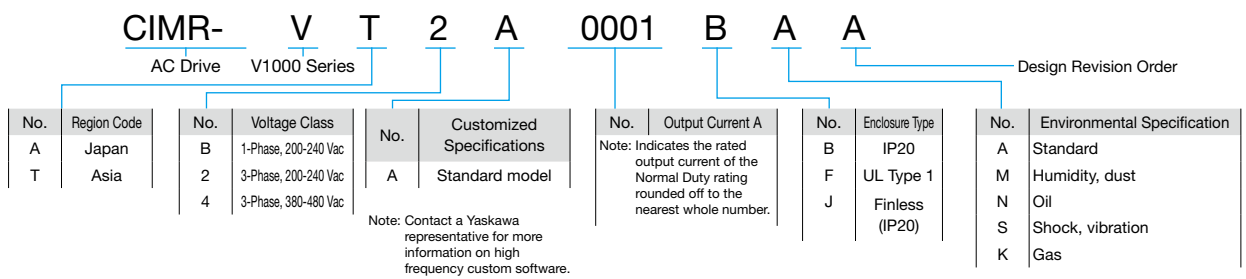 CIMR- V T 2 A 0001 B A A
AC Drive V1000 Series Design Revision Order
No. Region Code
A Japan
T Asia
No. Voltage Class
B 1-Phase, 200-240 Vac
2 3-Phase, 200-240 Vac
4 3-Phase, 380-480 Vac
No. Customized
Specifications
A Standard model
Note: Contact a Yaskawa
representative for more
information on high
frequency custom software.
No. Output Current A
Note: Indicates the rated
output current of the
Normal Duty rating
rounded off to the
nearest whole number.
No. Enclosure Type
B IP20
F UL Type 1
J Finless
(IP20)
No. Environmental Specification
A Standard
M Humidity, dust
N Oil
S Shock, vibration
K Gas